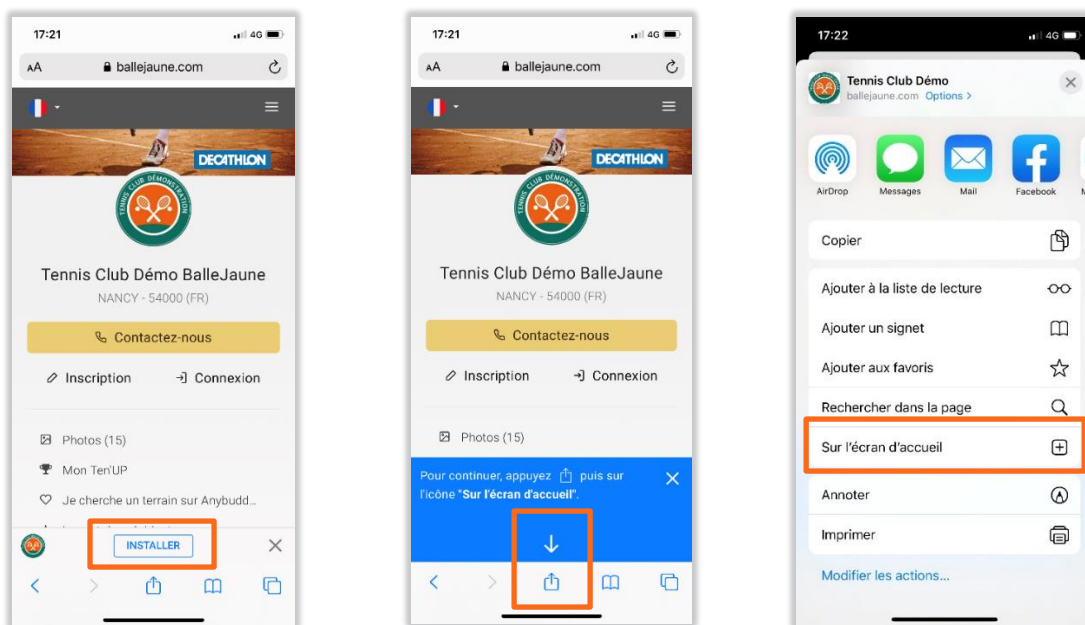 17:21
4G
AA ballejaune.com
DECATHLON
TENNIS CLUB DÉMONSTRATION
Tennis Club Démo BalleJaune
NANCY - 54000 (FR)
Contactez-nous
Inscription
Connexion
Photos (15)
Mon Ten'UP
Je cherche un terrain sur Anybudd...
INSTALLER
17:21
4G
AA ballejaune.com
DECATHLON
TENNIS CLUB DÉMONSTRATION
Tennis Club Démo BalleJaune
NANCY - 54000 (FR)
Contactez-nous
Inscription
Connexion
Photos (15)
Pour continuer, appuyez puis sur
l'icône "Sur l'écran d'accueil".
17:22
4G
Tennis Club Démo
ballejaune.com Options >
AirDrop
Messages
Mail
Facebook
Copier
Ajouter à la liste de lecture
Ajouter un signet
Ajouter aux favoris
Rechercher dans la page
Sur l'écran d'accueil
Annoter
Imprimer
Modifier les actions...